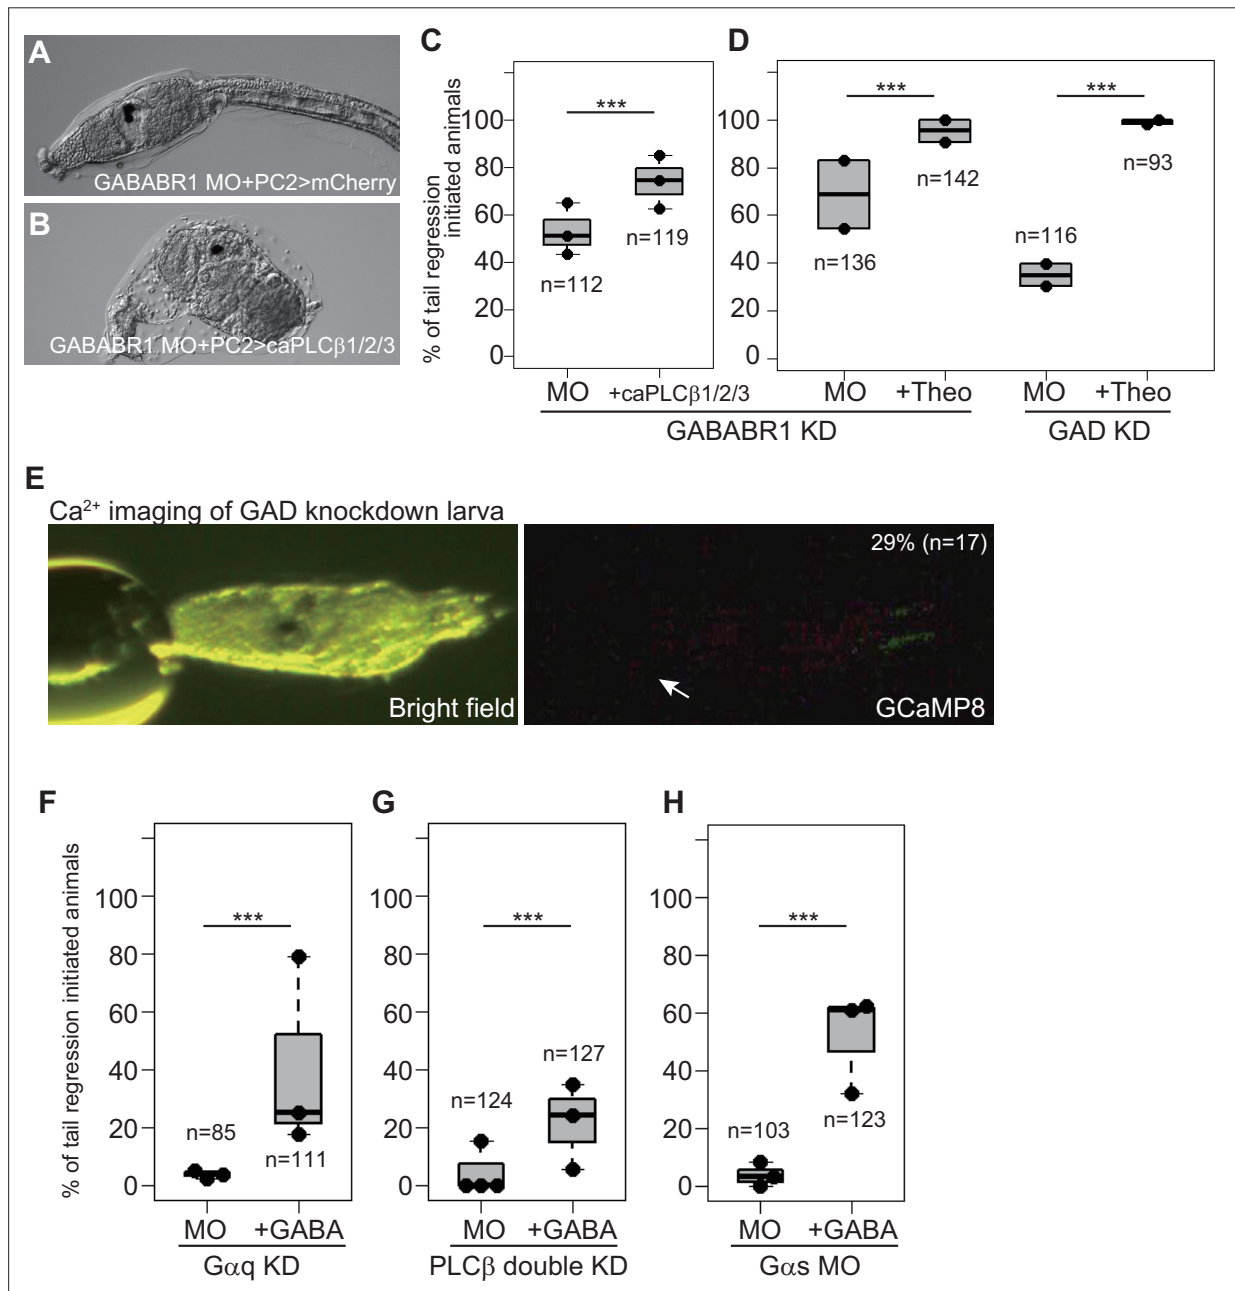 A
GABABR1 MO+PC2>mCherry
B
GABABR1 MO+PC2>caPLCβ1/2/3
C
% of tail regression
initiated animals
100
80
60
40
20
0
***
n=112
n=119
MO
+caPLCβ1/2/3
D
100
80
60
40
20
0
***
***
n=136
n=142
n=116
n=93
MO
+Theo
MO
+Theo
GABABR1 KD
GAD KD
E
Ca²⁺ imaging of GAD knockdown larva
Bright field
29% (n=17)
GCaMP8
F
% of tail regression initiated animals
100
80
60
40
20
0
***
n=85
n=111
MO
+GABA
Gαq KD
G
100
80
60
40
20
0
***
n=124
n=127
MO
+GABA
PLCβ double KD
H
100
80
60
40
20
0
***
n=103
n=123
MO
+GABA
Gαs MO